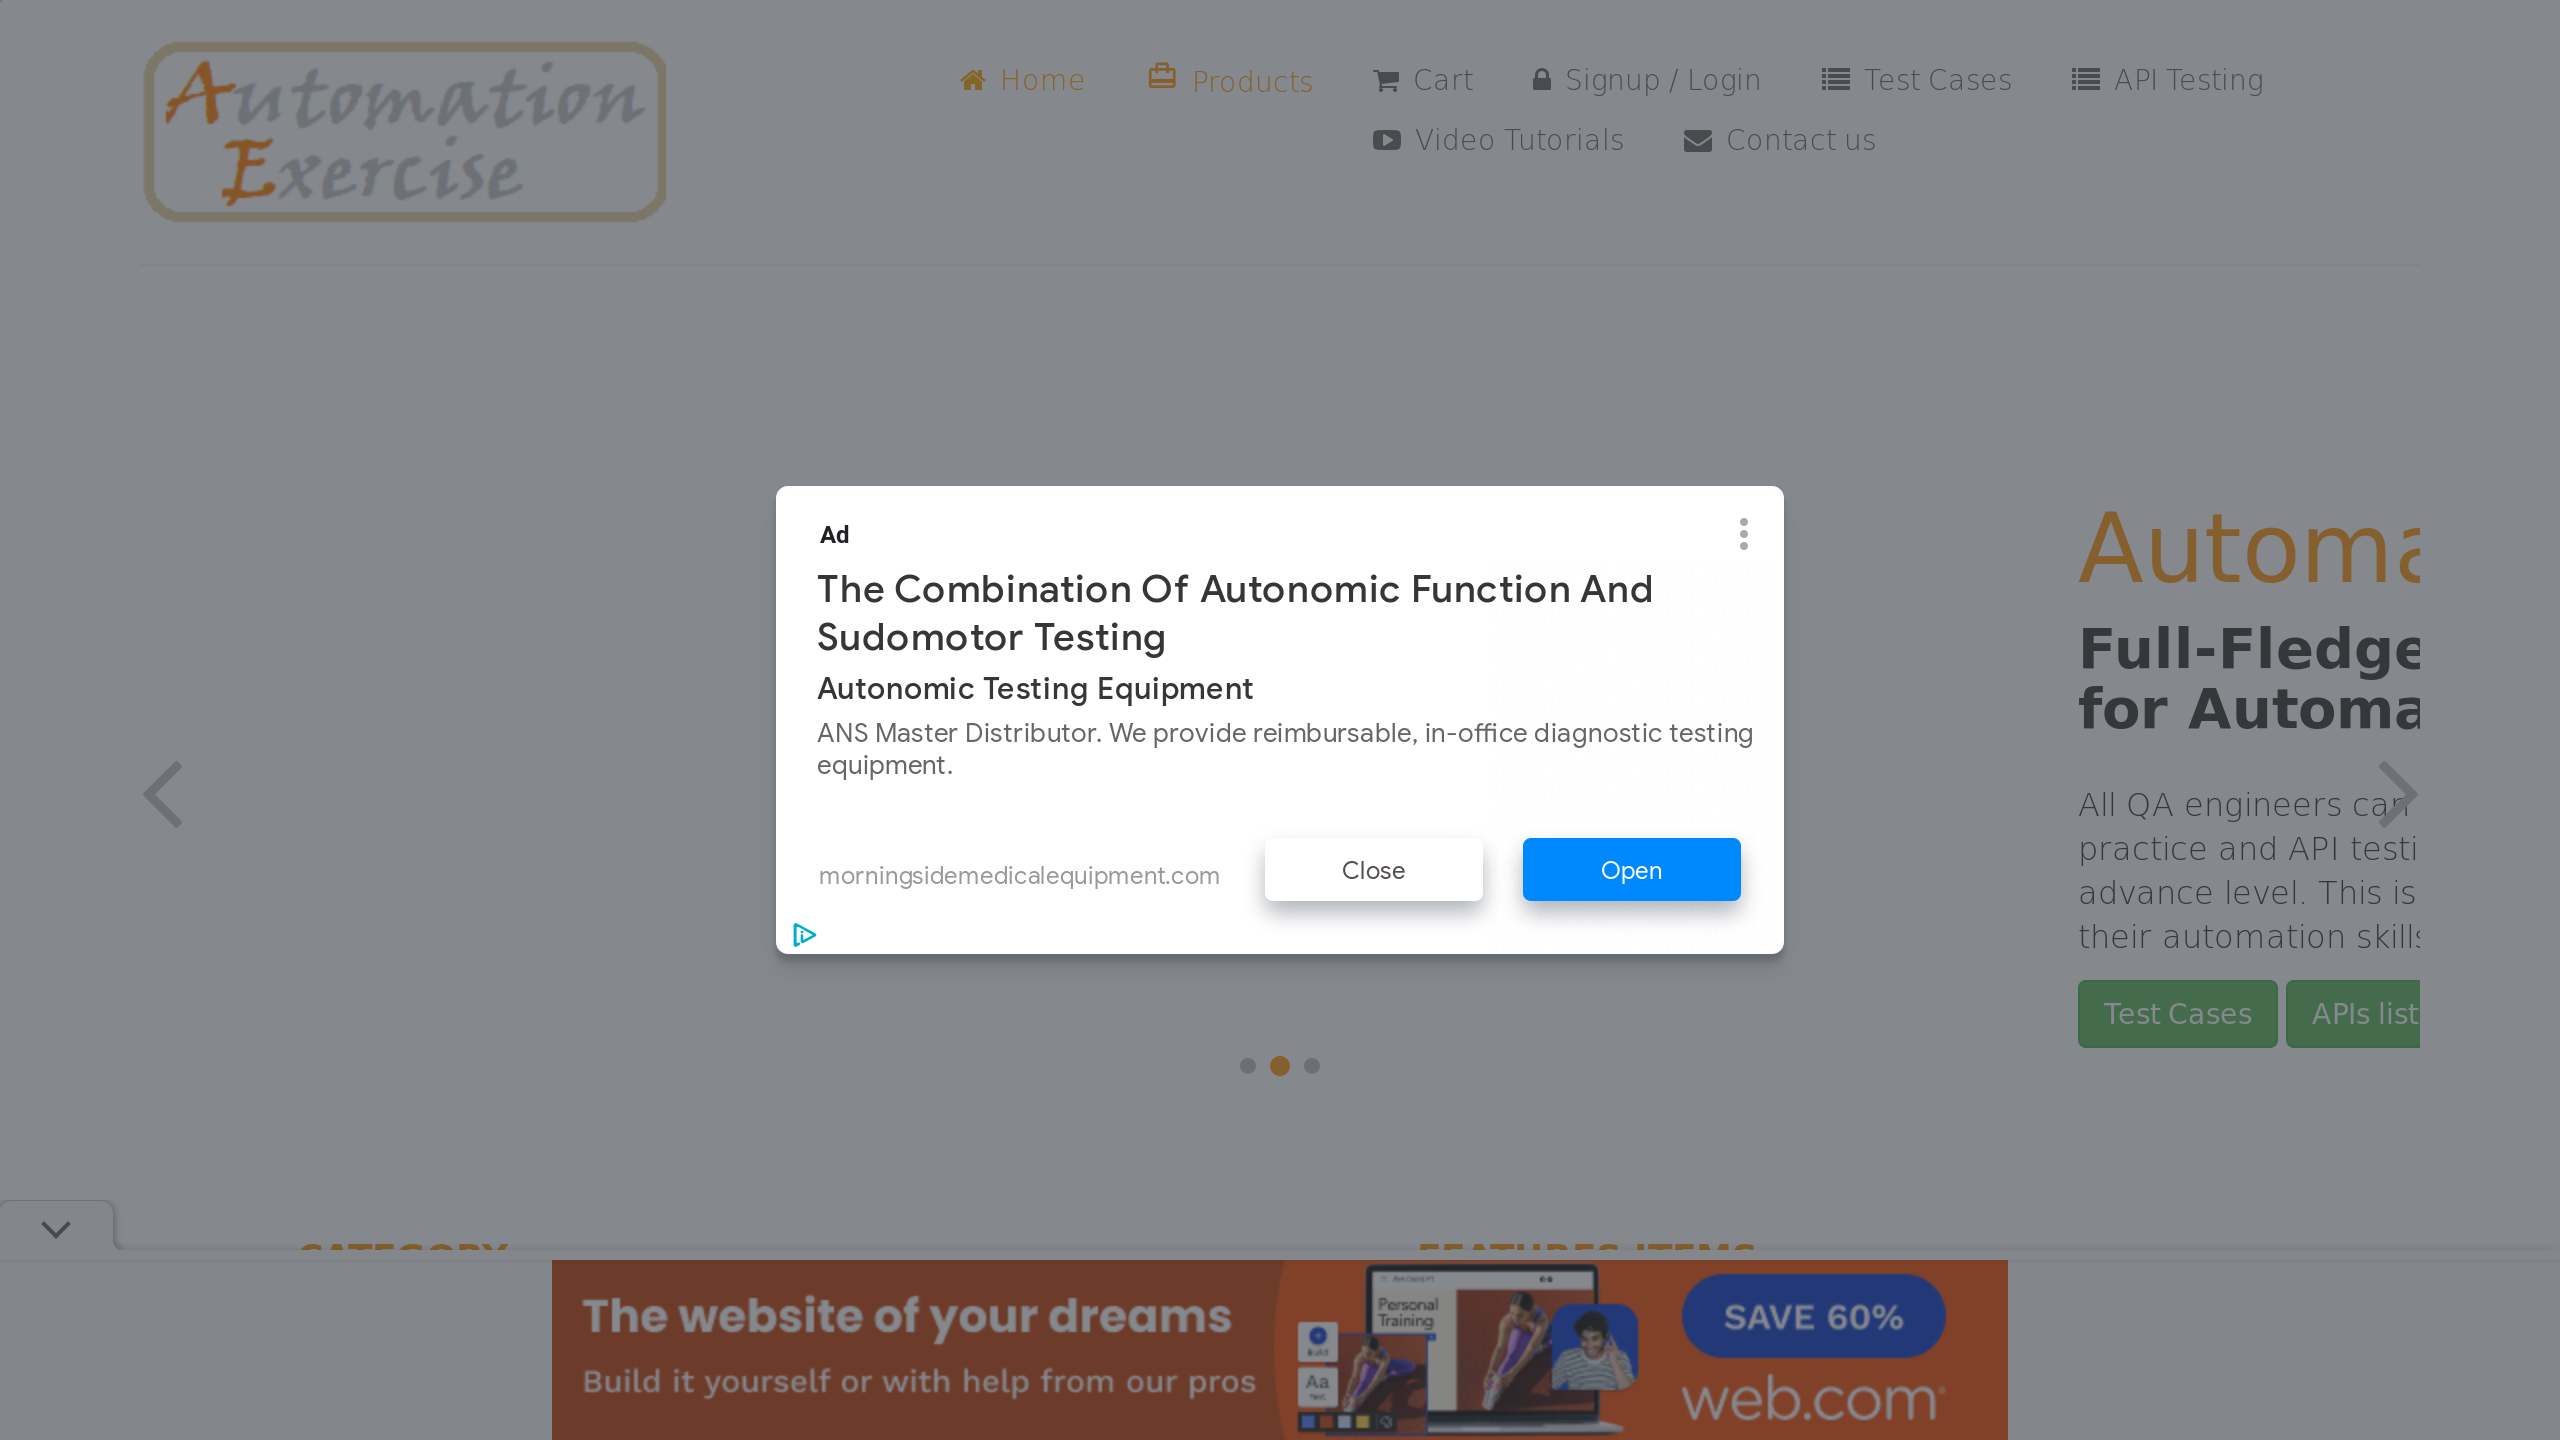 Automation
Exercise
Home
Products
Cart
Signup / Login
Test Cases
API Testing
Video Tutorials
Contact us
Ad
The Combination Of Autonomic Function And
Sudomotor Testing
Autonomic Testing Equipment
ANS Master Distributor. We provide reimbursable, in-office diagnostic testing
equipment.
morningsidemedicalequipment.com
Close
Open
Automa
Full-Fledge
for Automa
All QA engineers can
practice and API testi
advance level. This is
their automation skills
Test Cases
APIs list
CATEGORY
FEATURES ITEMS
The website of your dreams
Build it yourself or with help from our pros
Personal
Training
Build
Aa
SAVE 60%
web.com